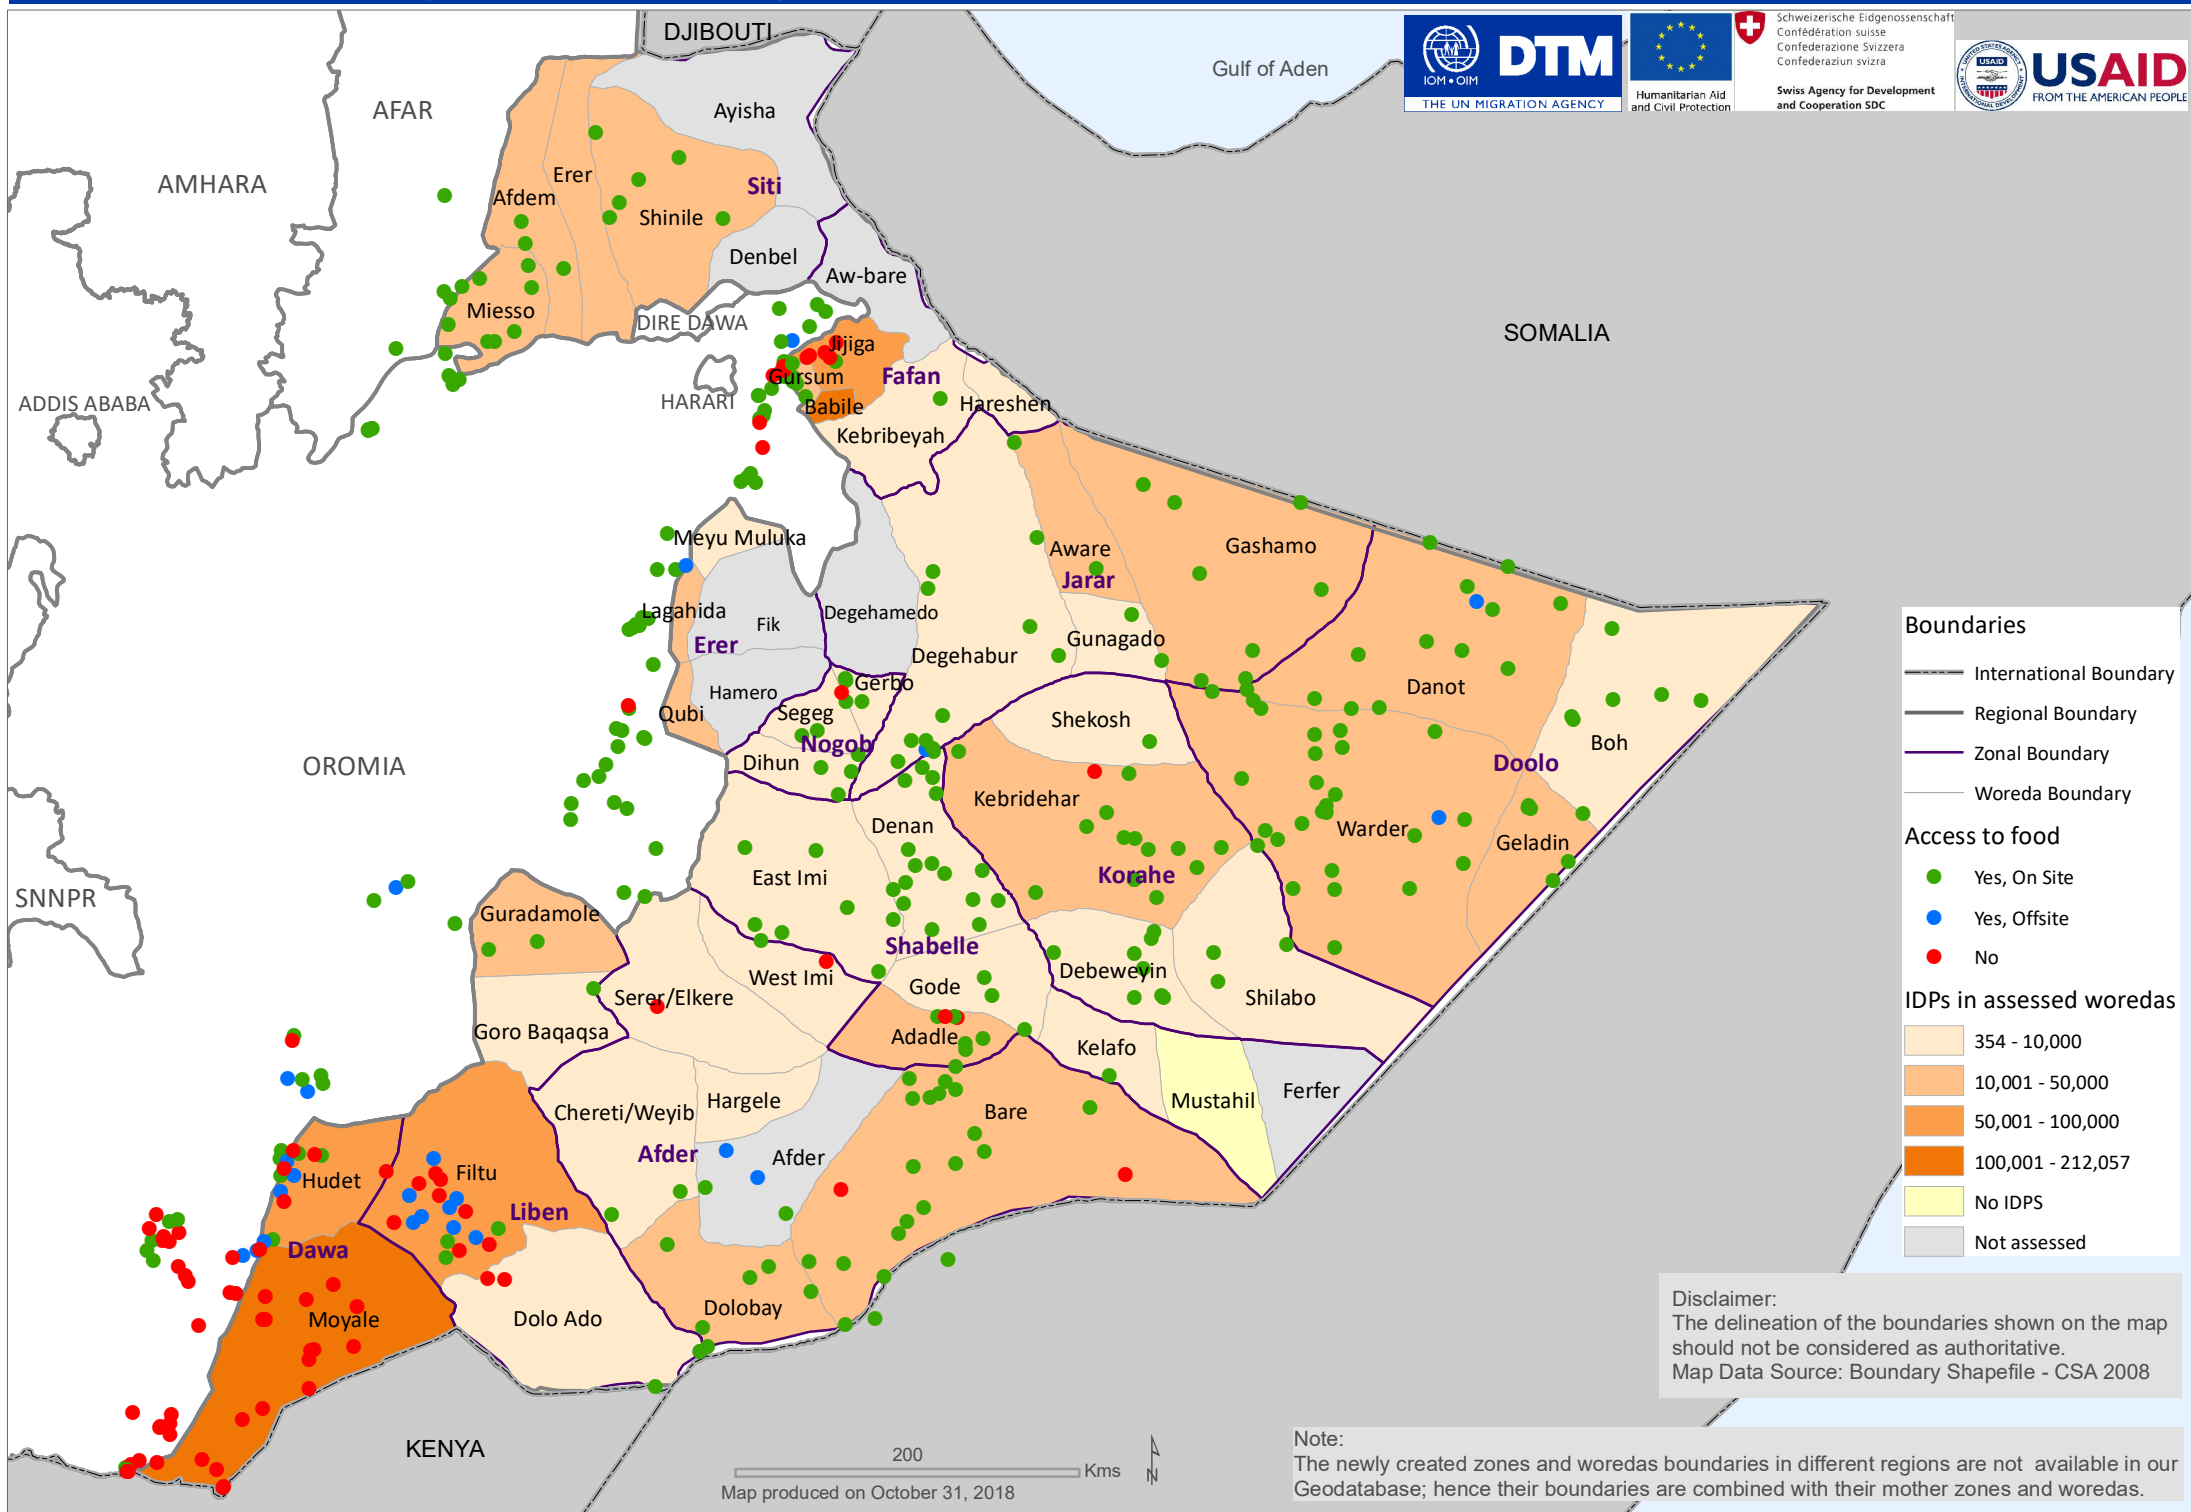 DJIBOUTI
Gulf of Aden
IOM • OIM
DTM
THE UN MIGRATION AGENCY
Humanitarian Aid
and Civil Protection
Schweizerische Eidgenossenschaft
Confédération suisse
Confederazione Svizzera
Confederaziun svizra
Swiss Agency for Development
and Cooperation SDC
USAID
USAID
FROM THE AMERICAN PEOPLE
AFAR
AMHARA
Ayisha
Erer
Afdem
Siti
Shinile
Denbel
Aw-bare
Miesso
DIRE DAWA
SOMALIA
Jijiga
Gursum
Fafan
HARARI
ADDIS ABABA
Babile
Hareshen
Kebribeyah
Meyu Muluka
Aware
Gashamo
Jarar
Lagahida
Fik
Degehamedo
Erer
Gunagado
Degehabur
Hamero
Gerbo
Danot
Qubi
Segeg
Shekosh
Nogob
Boh
OROMIA
Dihun
Doolo
Kebridehar
Denan
Warder
Geladin
East Imi
Korahe
SNNPR
Guradamole
Shabelle
Debeweyin
West Imi
Gode
Serer/Elkere
Shilabo
Goro Baqaqsa
Adadle
Kelafo
Ferfer
Hargele
Mustahil
Chereti/Weyib
Bare
Afder
Afder
Filtu
Hudet
Liben
Dawa
Dolobay
Moyale
Dolo Ado
KENYA
200
Kms
N
Map produced on October 31, 2018
Boundaries
International Boundary
Regional Boundary
Zonal Boundary
Woreda Boundary
Access to food
Yes, On Site
Yes, Offsite
No
IDPs in assessed woredas
354 - 10,000
10,001 - 50,000
50,001 - 100,000
100,001 - 212,057
No IDPS
Not assessed
Disclaimer:
The delineation of the boundaries shown on the map
should not be considered as authoritative.
Map Data Source: Boundary Shapefile - CSA 2008
Note:
The newly created zones and woredas boundaries in different regions are not available in our
Geodatabase; hence their boundaries are combined with their mother zones and woredas.